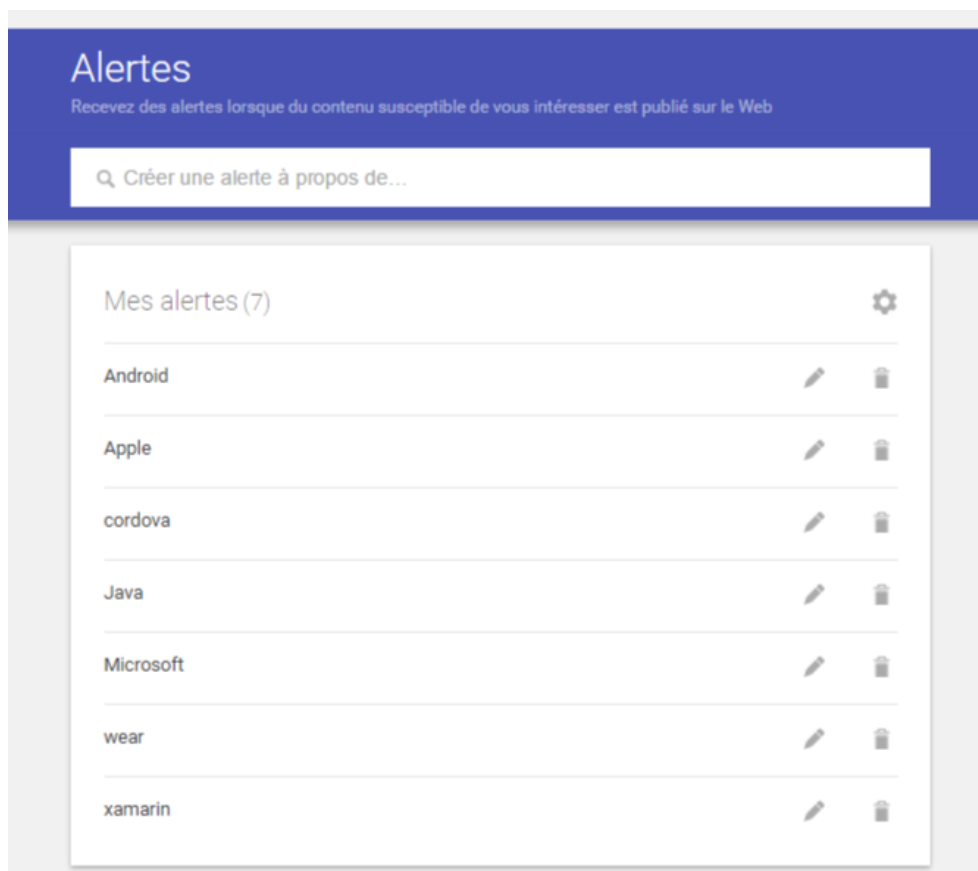 Alertes
Recevez des alertes lorsque du contenu susceptible de vous intéresser est publié sur le Web
Créer une alerte à propos de...
Mes alertes (7)
Android
Apple
cordova
Java
Microsoft
wear
xamarin